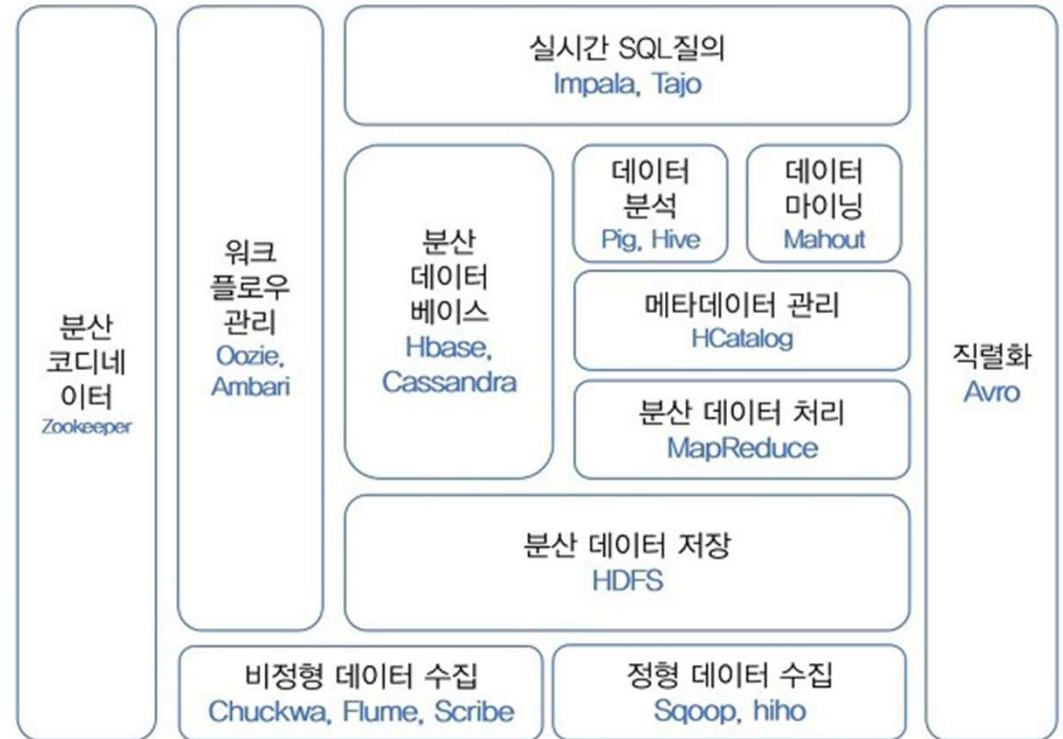 실시간 SQL질의
Impala, Tajo
분산
코디네
이터
Zookeeper
워크
플로우
관리
Oozie,
Ambari
분산
데이터
베이스
Hbase,
Cassandra
데이터
분석
Pig, Hive
데이터
마이닝
Mahout
메타데이터 관리
HCatalog
분산 데이터 처리
MapReduce
직렬화
Avro
분산 데이터 저장
HDFS
비정형 데이터 수집
Chuckwa, Flume, Scribe
정형 데이터 수집
Sqoop, hiho